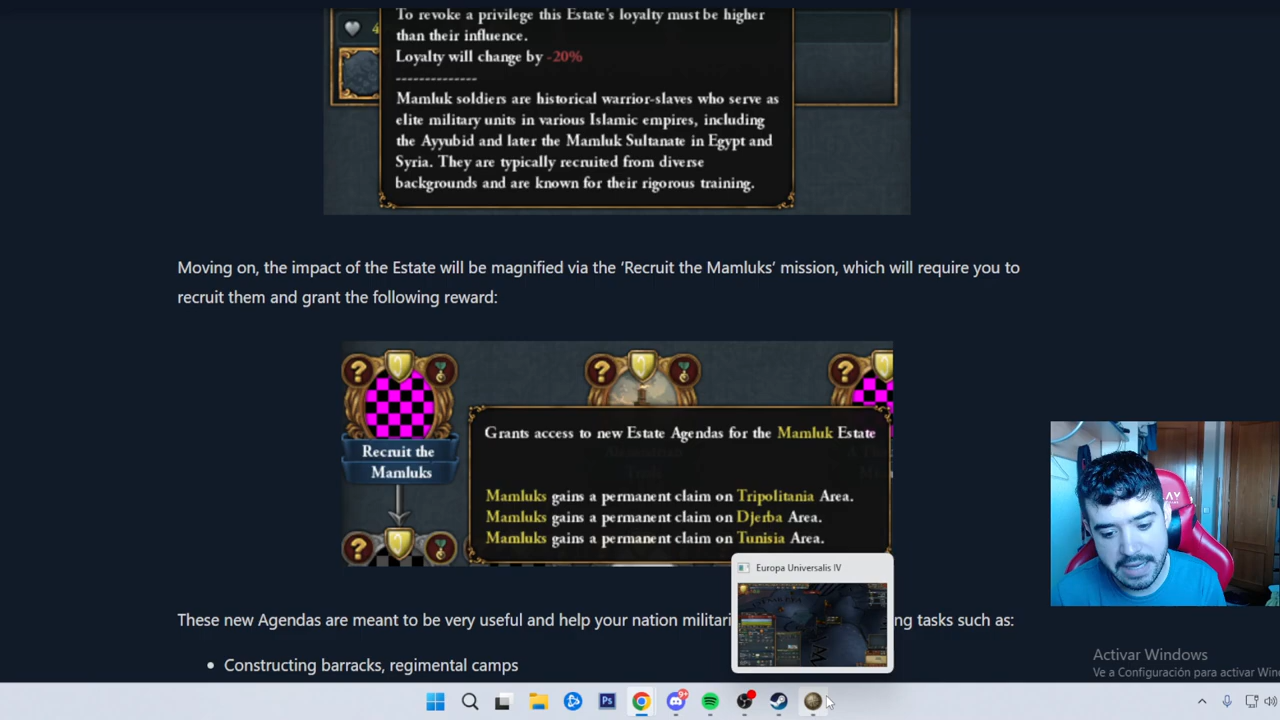 To revoke a privilege this Estate's loyalty must be higher
than their influence.
4
Loyalty will change by -20%
--------------
Mamluk soldiers are historical warrior-slaves who serve as
elite military units in various Islamic empires, including
the Ayyubid and later the Mamluk Sultanate in Egypt and
Syria. They are typically recruited from diverse
backgrounds and are known for their rigorous training.
Moving on, the impact of the Estate will be magnified via the ‘Recruit the Mamluks’ mission, which will require you to
recruit them and grant the following reward:
Recruit the
Mamluks
Grants access to new Estate Agendas for the Mamluk Estate
Mamluks gains a permanent claim on Tripolitania Area.
Mamluks gains a permanent claim on Djerba Area.
Mamluks gains a permanent claim on Tunisia Area.
Europa Universalis IV
These new Agendas are meant to be very useful and help your nation militari
ng tasks such as:
Constructing barracks, regimental camps
Activar Windows
Ve a Configuración para activar Win
Ps
9+